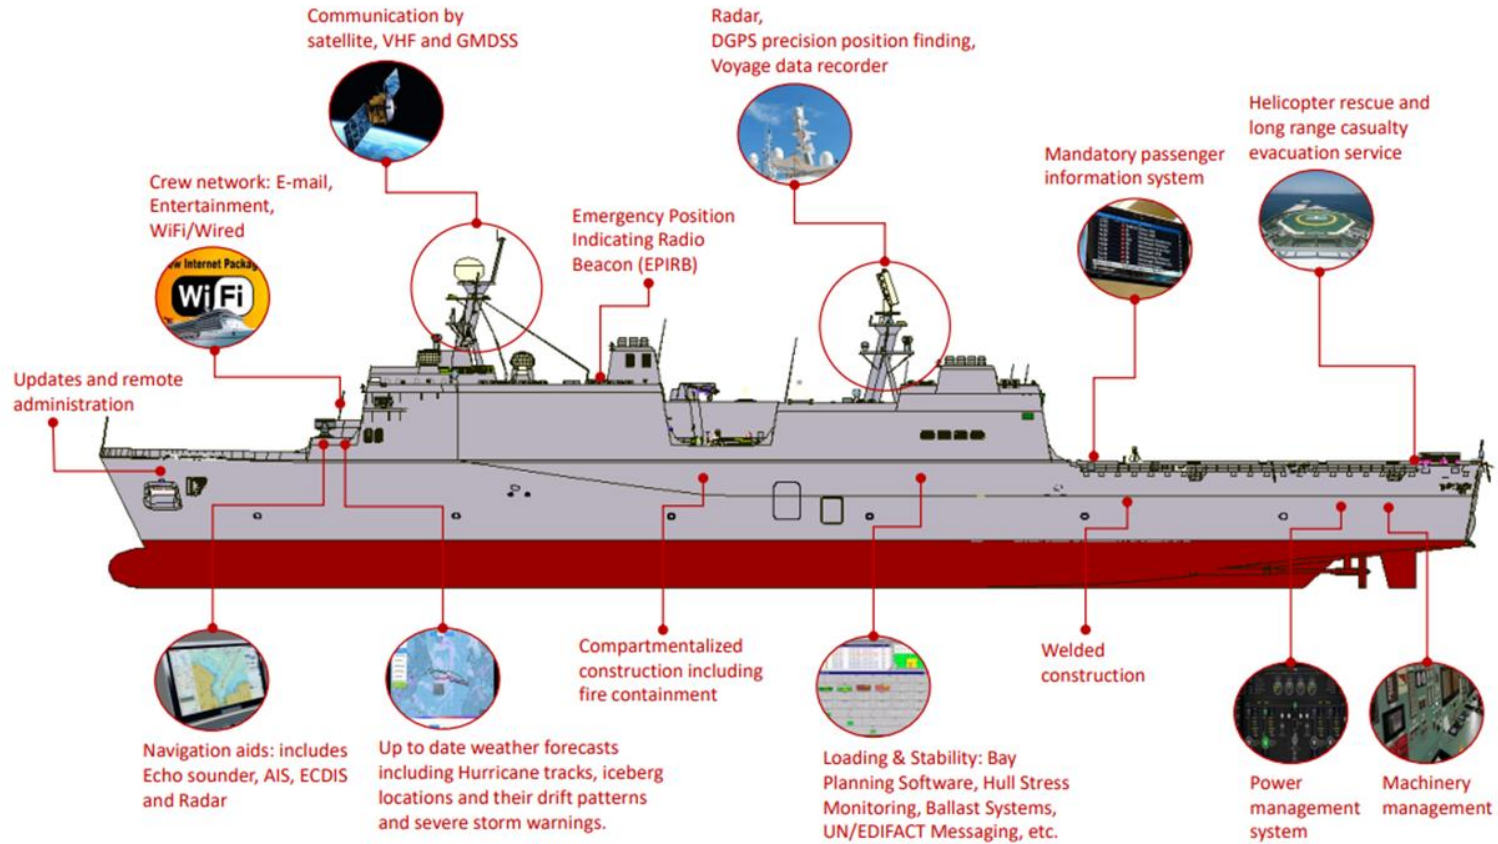 Communication by
satellite, VHF and GMDSS
Radar,
DGPS precision position finding,
Voyage data recorder
Helicopter rescue and
long range casualty
evacuation service
Mandatory passenger
information system
Crew network: E-mail,
Entertainment,
WiFi/Wired
Internet Packag
WiFi
Emergency Position
Indicating Radio
Beacon (EPIRB)
Updates and remote
administration
Navigation aids: includes
Echo sounder, AIS, ECDIS
and Radar
Up to date weather forecasts
including Hurricane tracks, iceberg
locations and their drift patterns
and severe storm warnings.
Compartmentalized
construction including
fire containment
Loading & Stability: Bay
Planning Software, Hull Stress
Monitoring, Ballast Systems,
UN/EDIFACT Messaging, etc.
Welded
construction
Power
management
system
Machinery
management